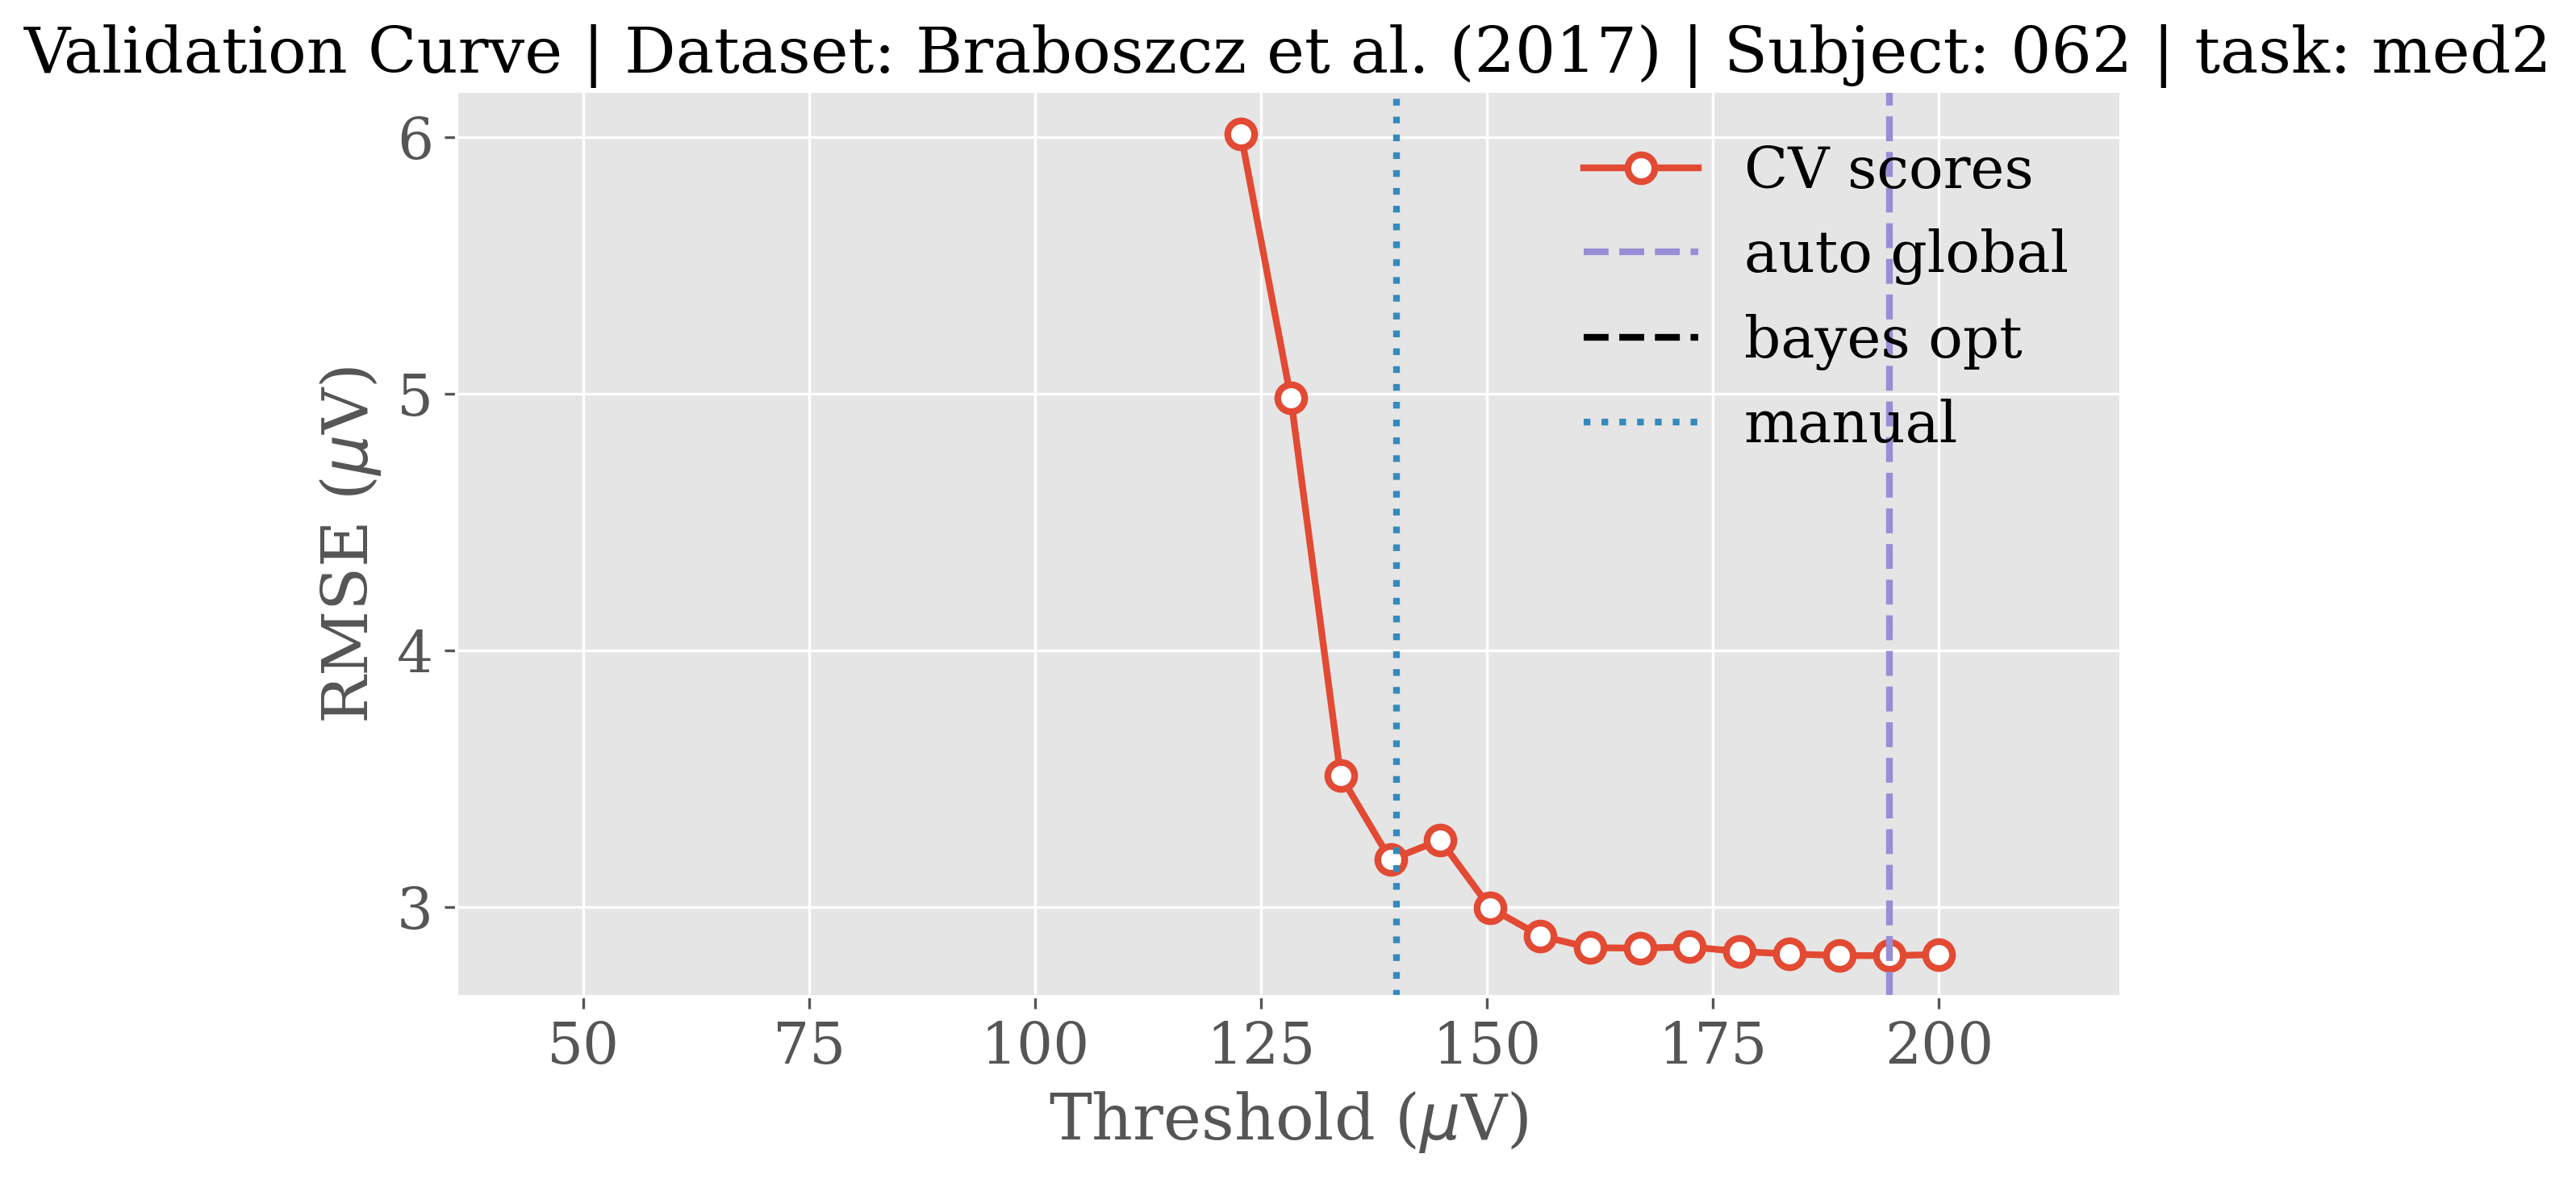 Validation Curve | Dataset: Braboszcz et al. (2017) | Subject: 062 | task: med2
6
5
4
3
RMSE (μV)
CV scores
auto global
bayes opt
manual
50 75 100 125 150 175 200
Threshold (μV)